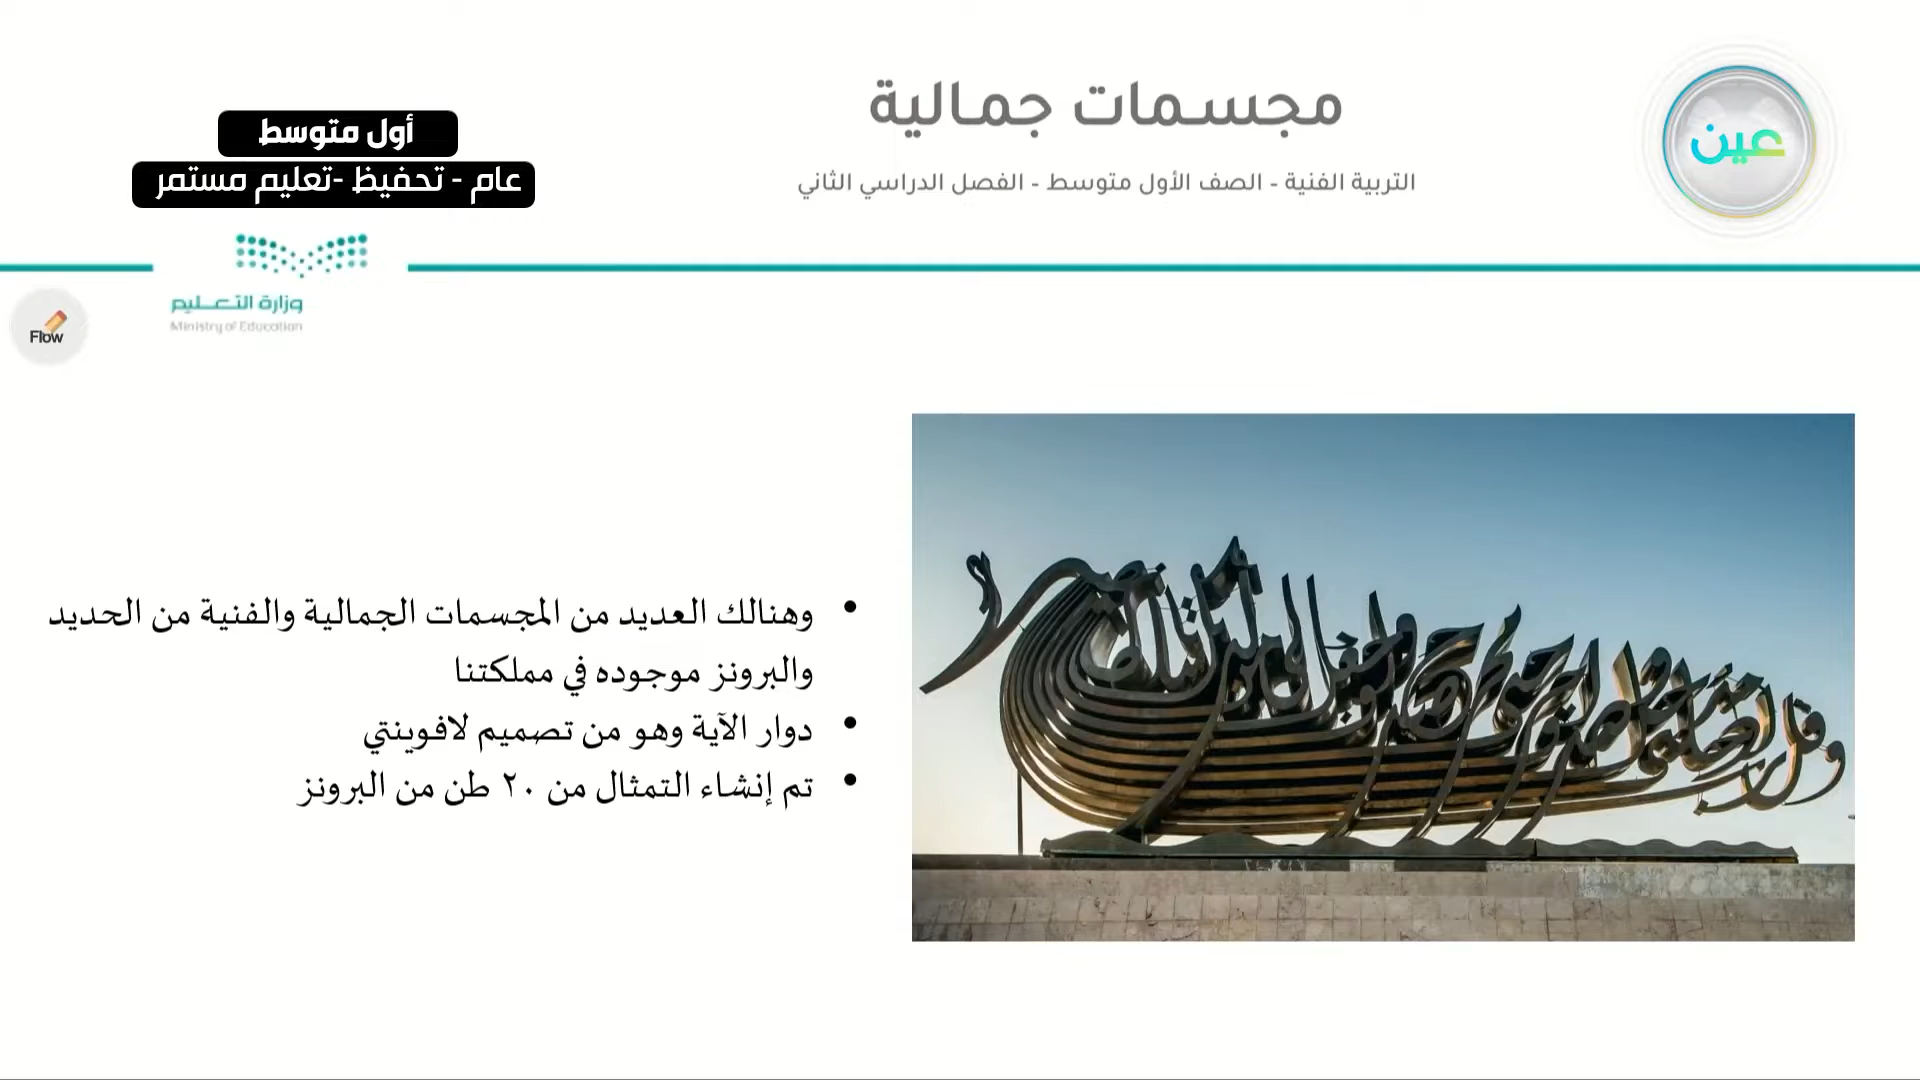 مجسمات جمالية
التربية الفنية - الصف الأول متوسط - الفصل الدراسي الثاني
عين
أول متوسط
عام - تحفيظ -تعليم مستمر
وزارة التعليم
Ministry of Education
Flow
• وهنالك العديد من المجسمات الجمالية والفنية من الحديد
والبرونز موجوده في مملكتنا
• دوار الآية وهو من تصميم لافوينتي
• تم إنشاء التمثال من ٢٠ طن من البرونز